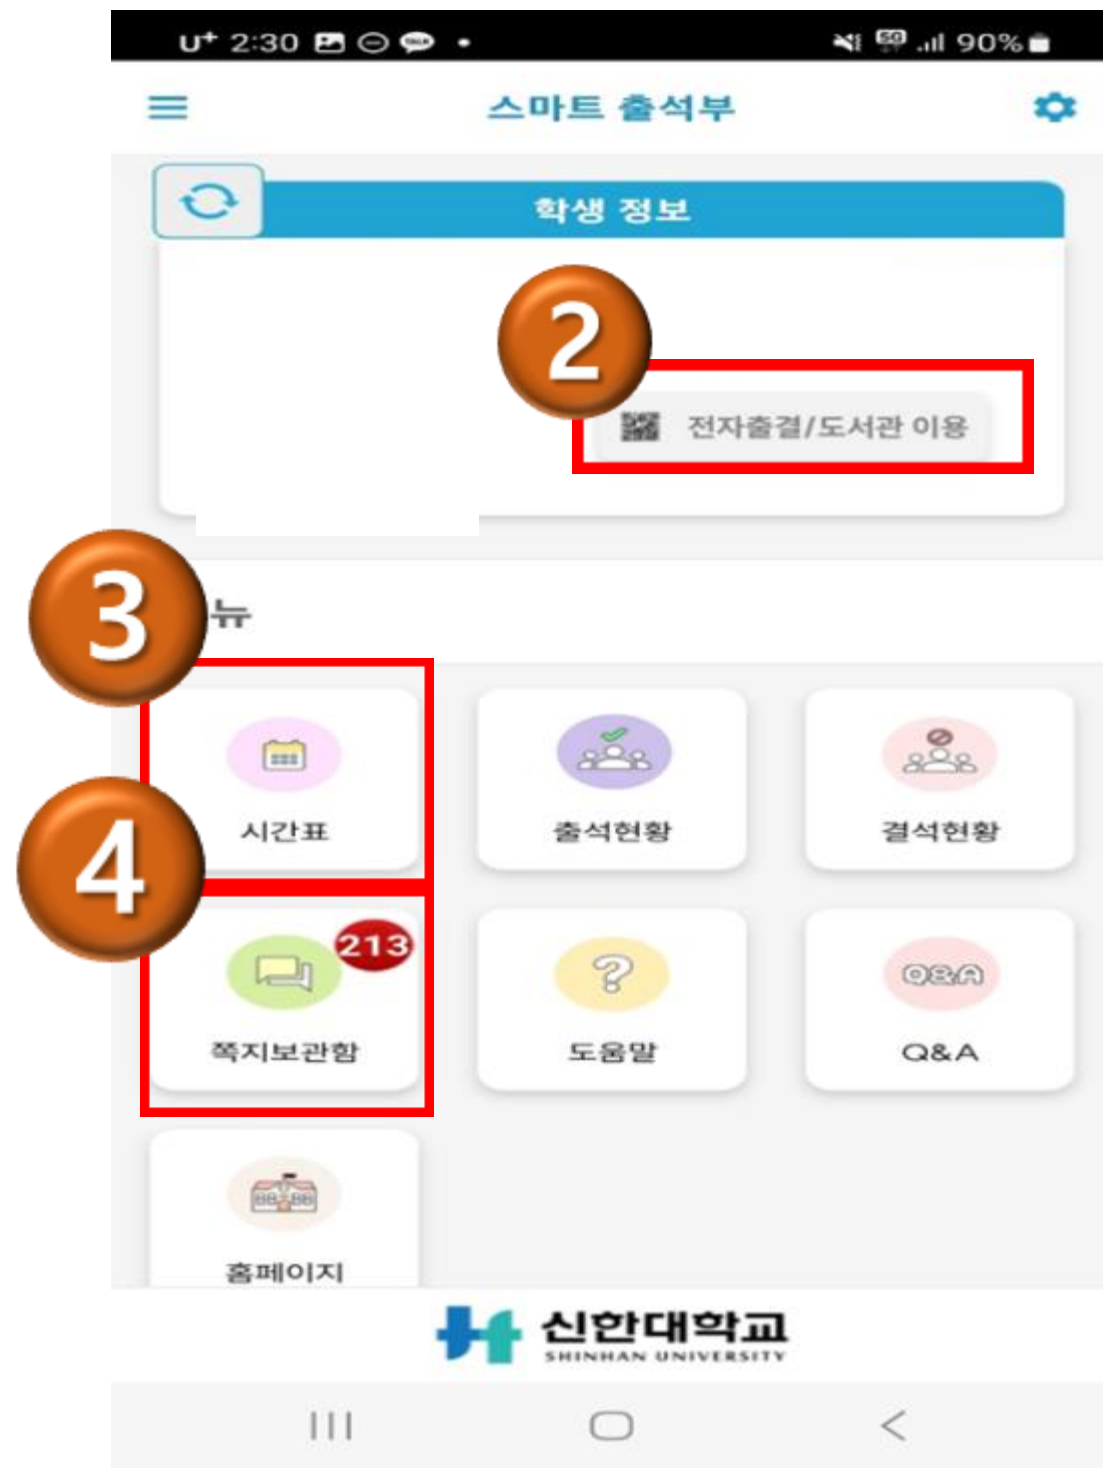 U+ 2:30 TALK 5G 90%
스마트 출석부
학생 정보
2
전자출결/도서관 이용
3
뉴
시간표
출석현황
결석현황
4
213
Q&A
쪽지보관함
도움말
Q&A
홈페이지
신한대학교
SHINHAN UNIVERSITY